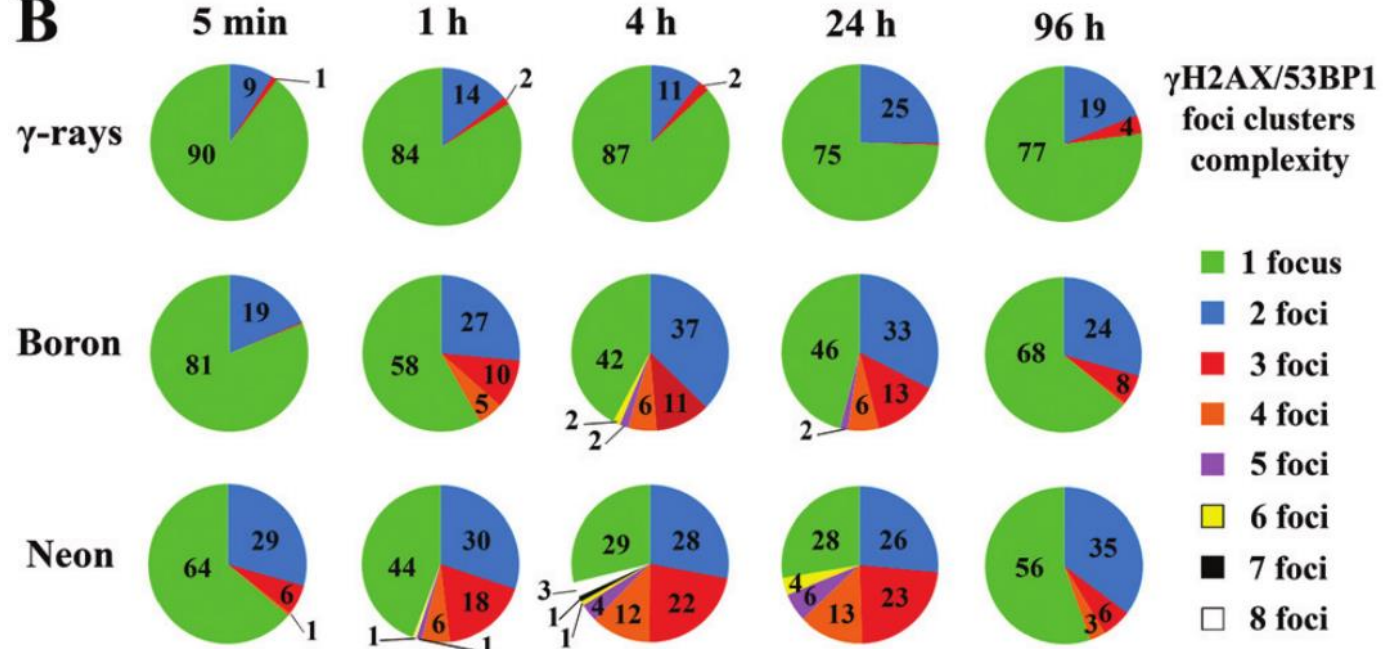 B
5 min 1 h 4 h 24 h 96 h
γ-rays
9 1 90
14 2 84
11 2 87
25 75
19 4 77
γH2AX/53BP1
foci clusters
complexity
Boron
19 81
27 10 5 58
37 11 6 2 2 42
33 13 6 2 46
24 8 68
Neon
29 6 1 64
30 18 6 1 1 44
28 22 12 4 1 1 3 29
26 23 13 6 4 28
35 6 3 56
1 focus
2 foci
3 foci
4 foci
5 foci
6 foci
7 foci
8 foci